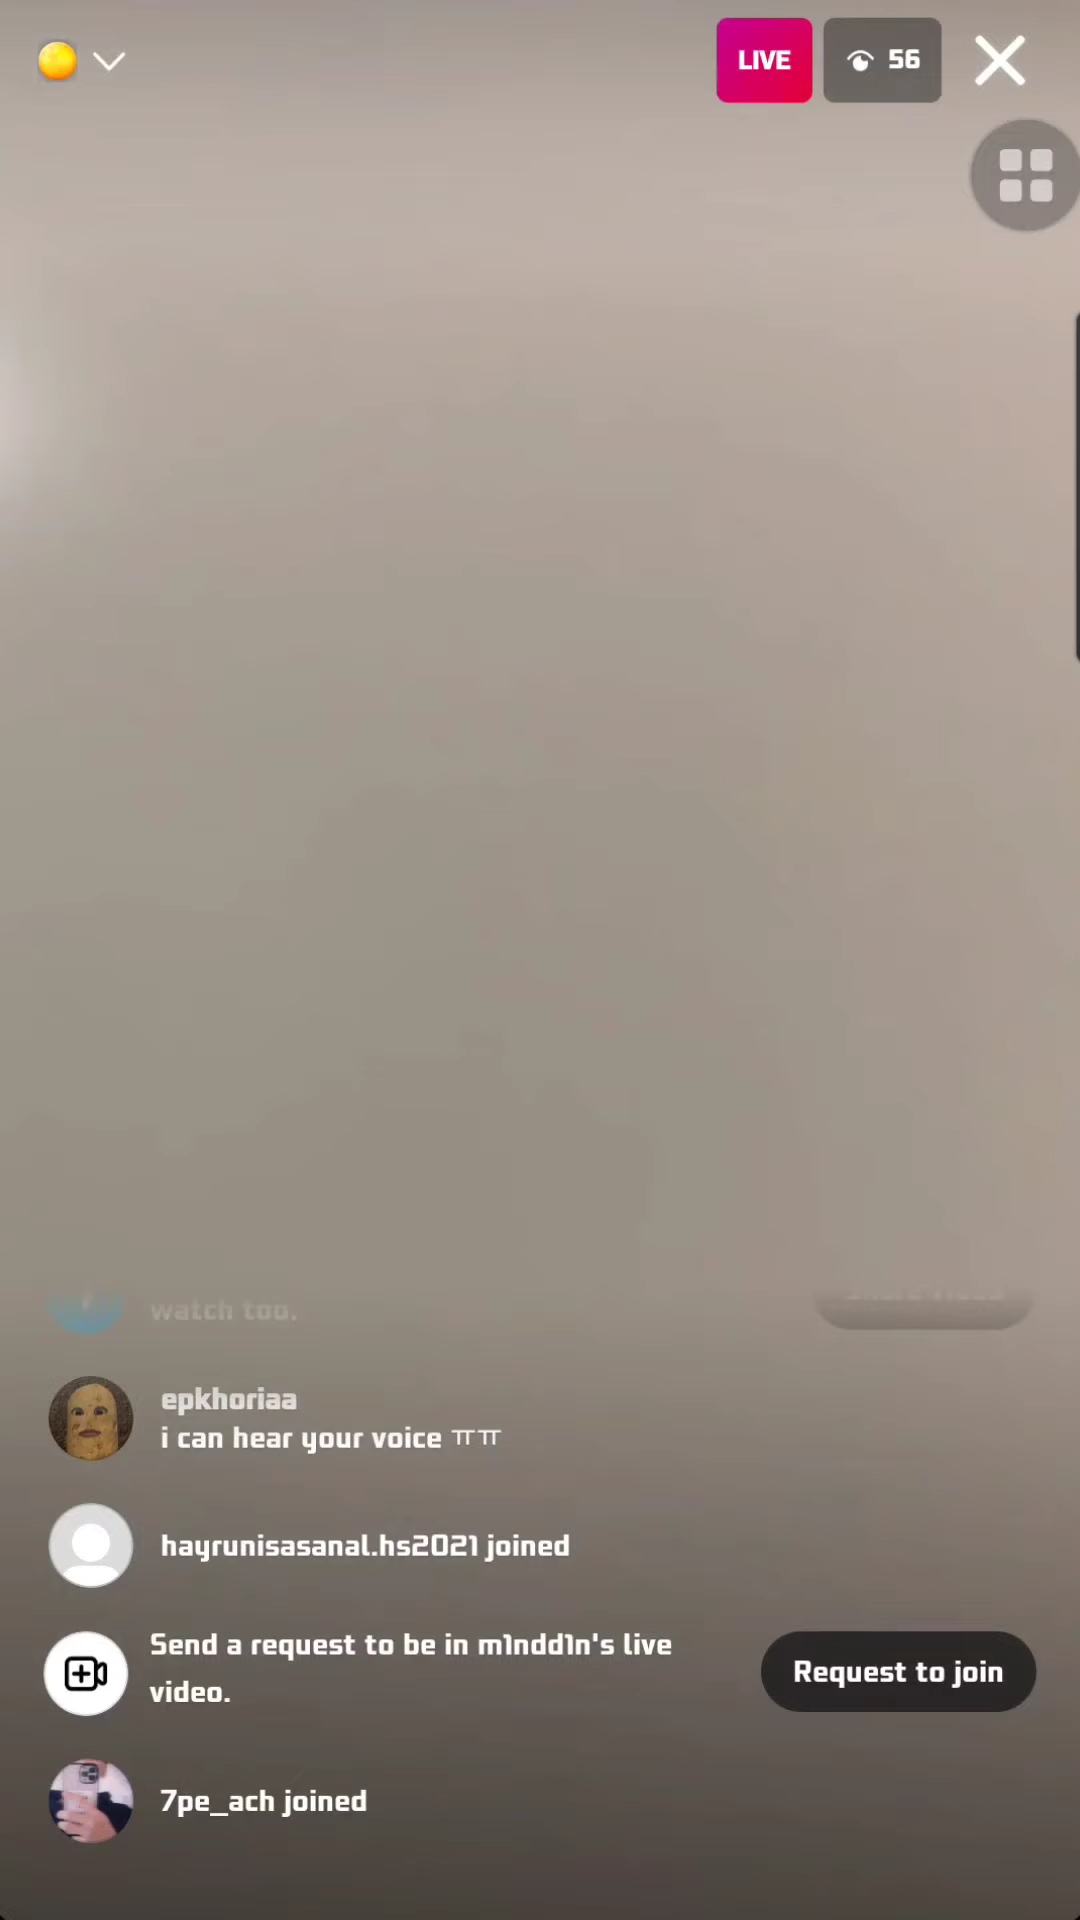 LIVE
56
watch too.
epkhoriaa
i can hear your voice ㅠㅠ
hayrunisasanal.hs2021 joined
Send a request to be in m1ndd1n's live
video.
Request to join
7pe_ach joined